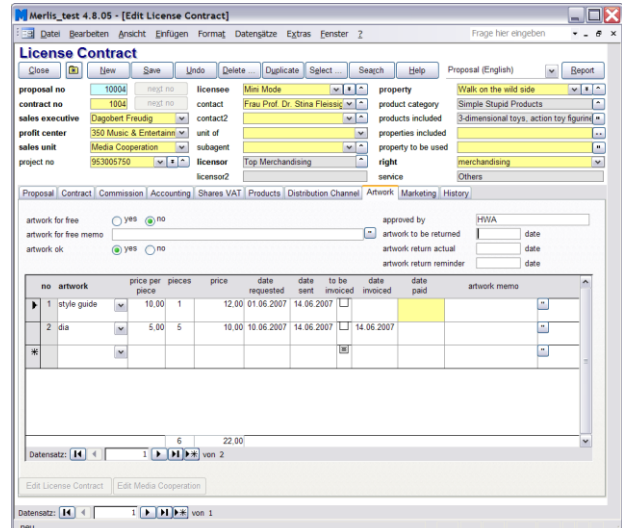 Merlis_test 4.8.05 - [Edit License Contract]
Datei Bearbeiten Ansicht Einfügen Format Datensätze Extras Fenster ? Frage hier eingeben
License Contract
Close New Save Undo Delete ... Duplicate Select ... Search Help Proposal (English) Report
proposal no 10004 next no licensee Mini Mode property Walk on the wild side
contract no 1004 next no contact Frau Prof. Dr. Stina Fleissig product category Simple Stupid Products
sales executive Dagobert Freudig contact2 products included 3-dimensional toys, action toy figurine
profit center 350 Music & Entertainn unit of properties included
sales unit Media Cooperation subagent property to be used
project no 953005750 licensor Top Merchandising right merchandising
licensor2 service Others
Proposal Contract Commission Accounting Shares VAT Products Distribution Channel Artwork Marketing History
artwork for free yes no approved by HWA
artwork for free memo artwork to be returned date
artwork ok yes no artwork return actual date
artwork return reminder date
no artwork price per piece pieces price date requested date sent to be invoiced date invoiced date paid artwork memo
1 style guide 10,00 1 12,00 01.06.2007 14.06.2007
2 dia 5,00 5 10,00 10.06.2007 14.06.2007 14.06.2007
6 22,00
Datensatz: 1 von 2
Edit License Contract Edit Media Cooperation
Datensatz: 1 von 1
neu